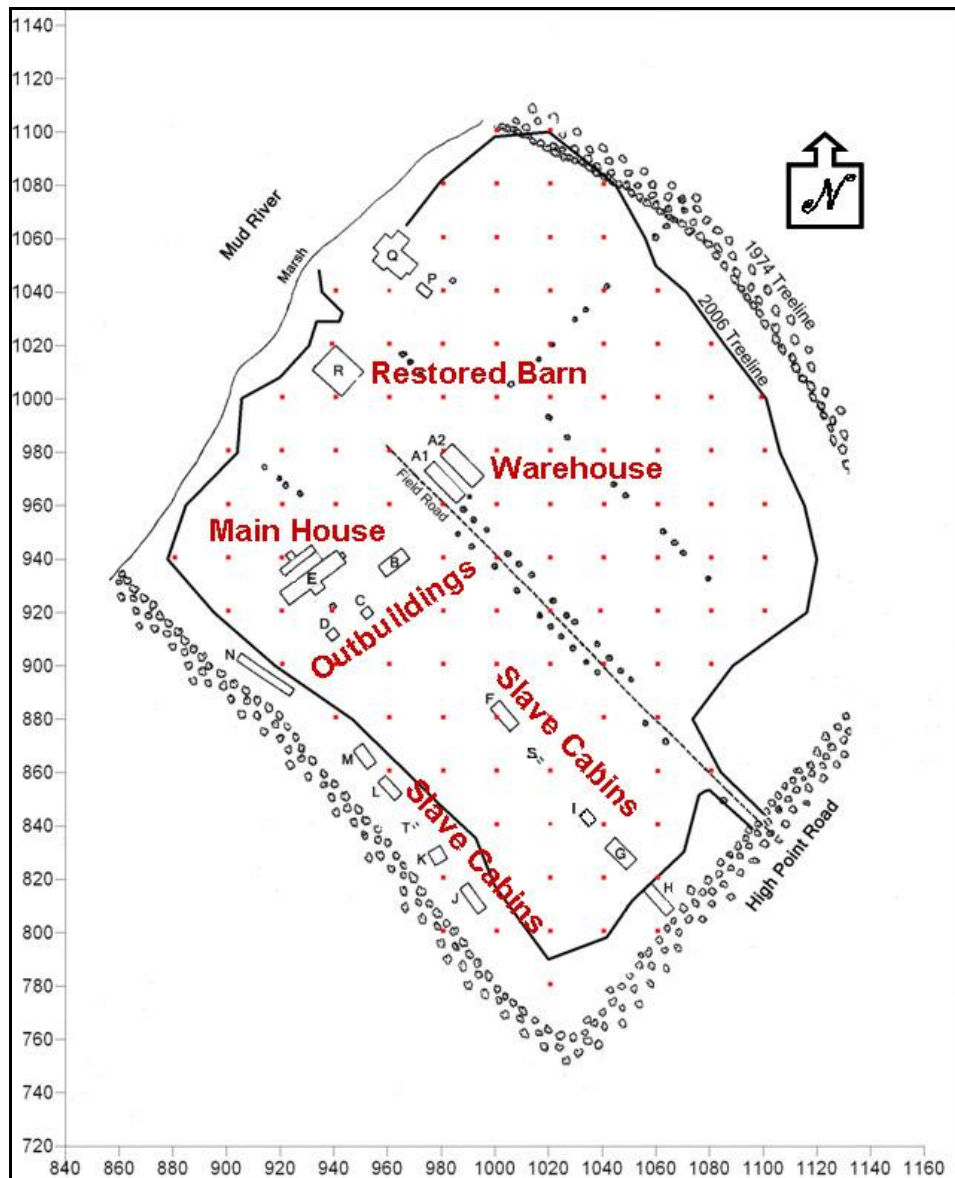 1140
1120
1100
1080
1060
1040
1020
1000
980
960
940
920
900
880
860
840
820
800
780
760
740
720
840 860 880 900 920 940 960 980 1000 1020 1040 1060 1080 1100 1120 1140 1160
N
Mud River
Marsh
1974 Treeline
2006 Treeline
Q
P
R
Restored Barn
A2
A1
Warehouse
Field Road
Main House
E
B
C
D
Outbuildings
N
F
Slave Cabins
S
M
L
Slave Cabins
T
I
K
G
J
H
High Point Road